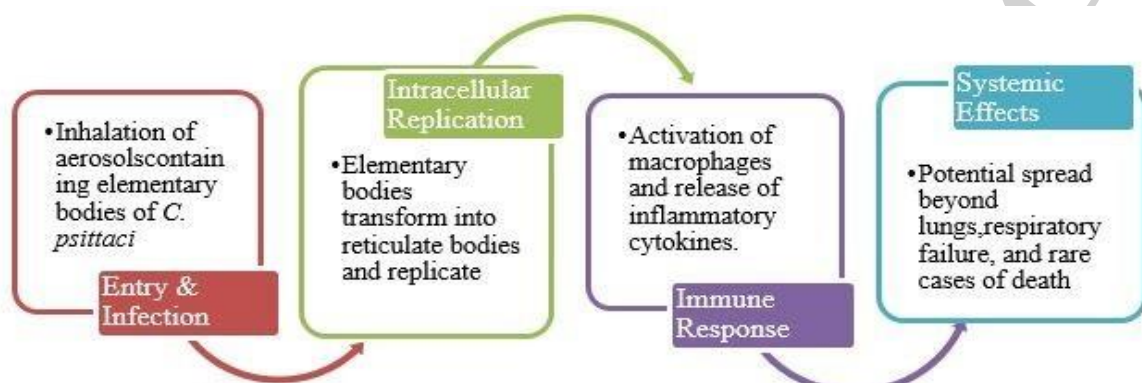 •Inhalation of
aerosolscontain
ing elementary
bodies of C.
psittaci
Entry &
Infection
Intracellular
Replication
•Elementary
bodies
transform into
reticulate bodies
and replicate
•Activation of
macrophages
and release of
inflammatory
cytokines.
Immune
Response
Systemic
Effects
•Potential spread
beyond
lungs,respiratory
failure, and rare
cases of death